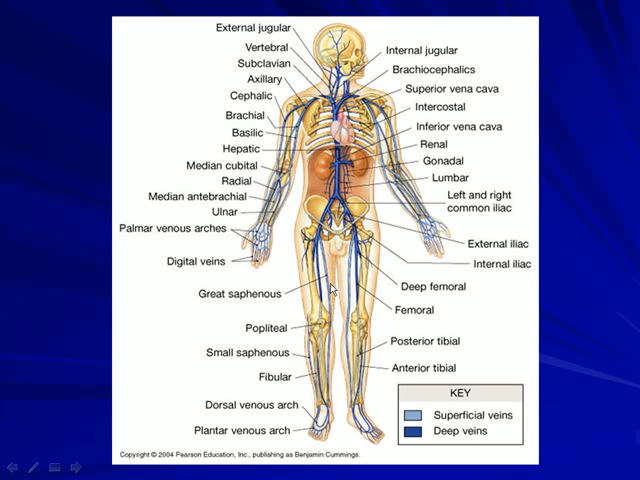 External jugular
Vertebral
Subclavian
Axillary
Cephalic
Brachial
Basilic
Hepatic
Median cubital
Radial
Median antebrachial
Ulnar
Palmar venous arches
Digital veins
Great saphenous
Popliteal
Small saphenous
Fibular
Dorsal venous arch
Plantar venous arch
Internal jugular
Brachiocephalics
Superior vena cava
Intercostal
Inferior vena cava
Renal
Gonadal
Lumbar
Left and right
common iliac
External iliac
Internal iliac
Deep femoral
Femoral
Posterior tibial
Anterior tibial
KEY
Superficial veins
Deep veins
Copyright © 2004 Pearson Education, Inc., publishing as Benjamin Cummings.